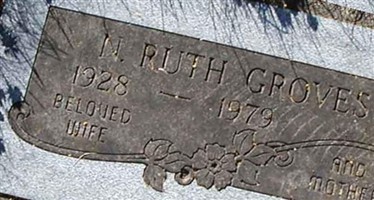 N. RUTH GROVES
1928 — 1979
BELOVED
WIFE
AND
MOTHER